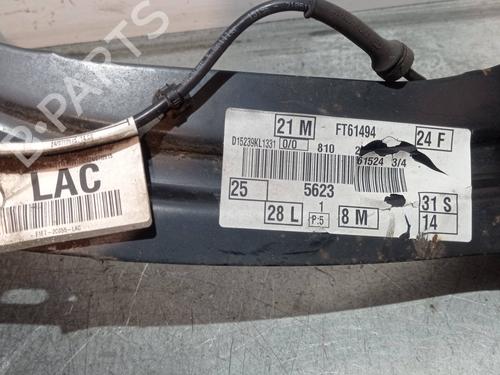 B-PARTS
21 M
FT61494
24 F
D15239KL1331
0/0
810
61524 3/4
LAC
25
5623
31 S
28 L
1
P:5
8 M
14